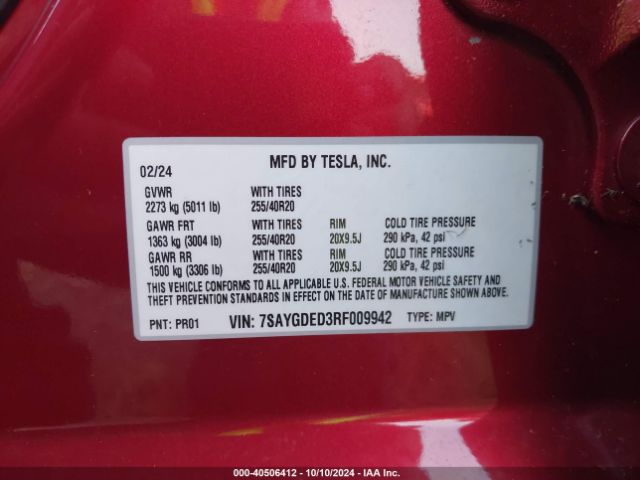 MFD BY TESLA, INC.
02/24
GVWR WITH TIRES
2273 kg (5011 lb) 255/40R20
GAWR FRT WITH TIRES RIM COLD TIRE PRESSURE
1363 kg (3004 lb) 255/40R20 20X9.5J 290 kPa, 42 psi
GAWR RR WITH TIRES RIM COLD TIRE PRESSURE
1500 kg (3306 lb) 255/40R20 20X9.5J 290 kPa, 42 psi
THIS VEHICLE CONFORMS TO ALL APPLICABLE U.S. FEDERAL MOTOR VEHICLE SAFETY AND
THEFT PREVENTION STANDARDS IN EFFECT ON THE DATE OF MANUFACTURE SHOWN ABOVE.
PNT: PR01 VIN: 7SAYGDED3RF009942 TYPE: MPV
000-40506412 - 10/10/2024 - IAA Inc.